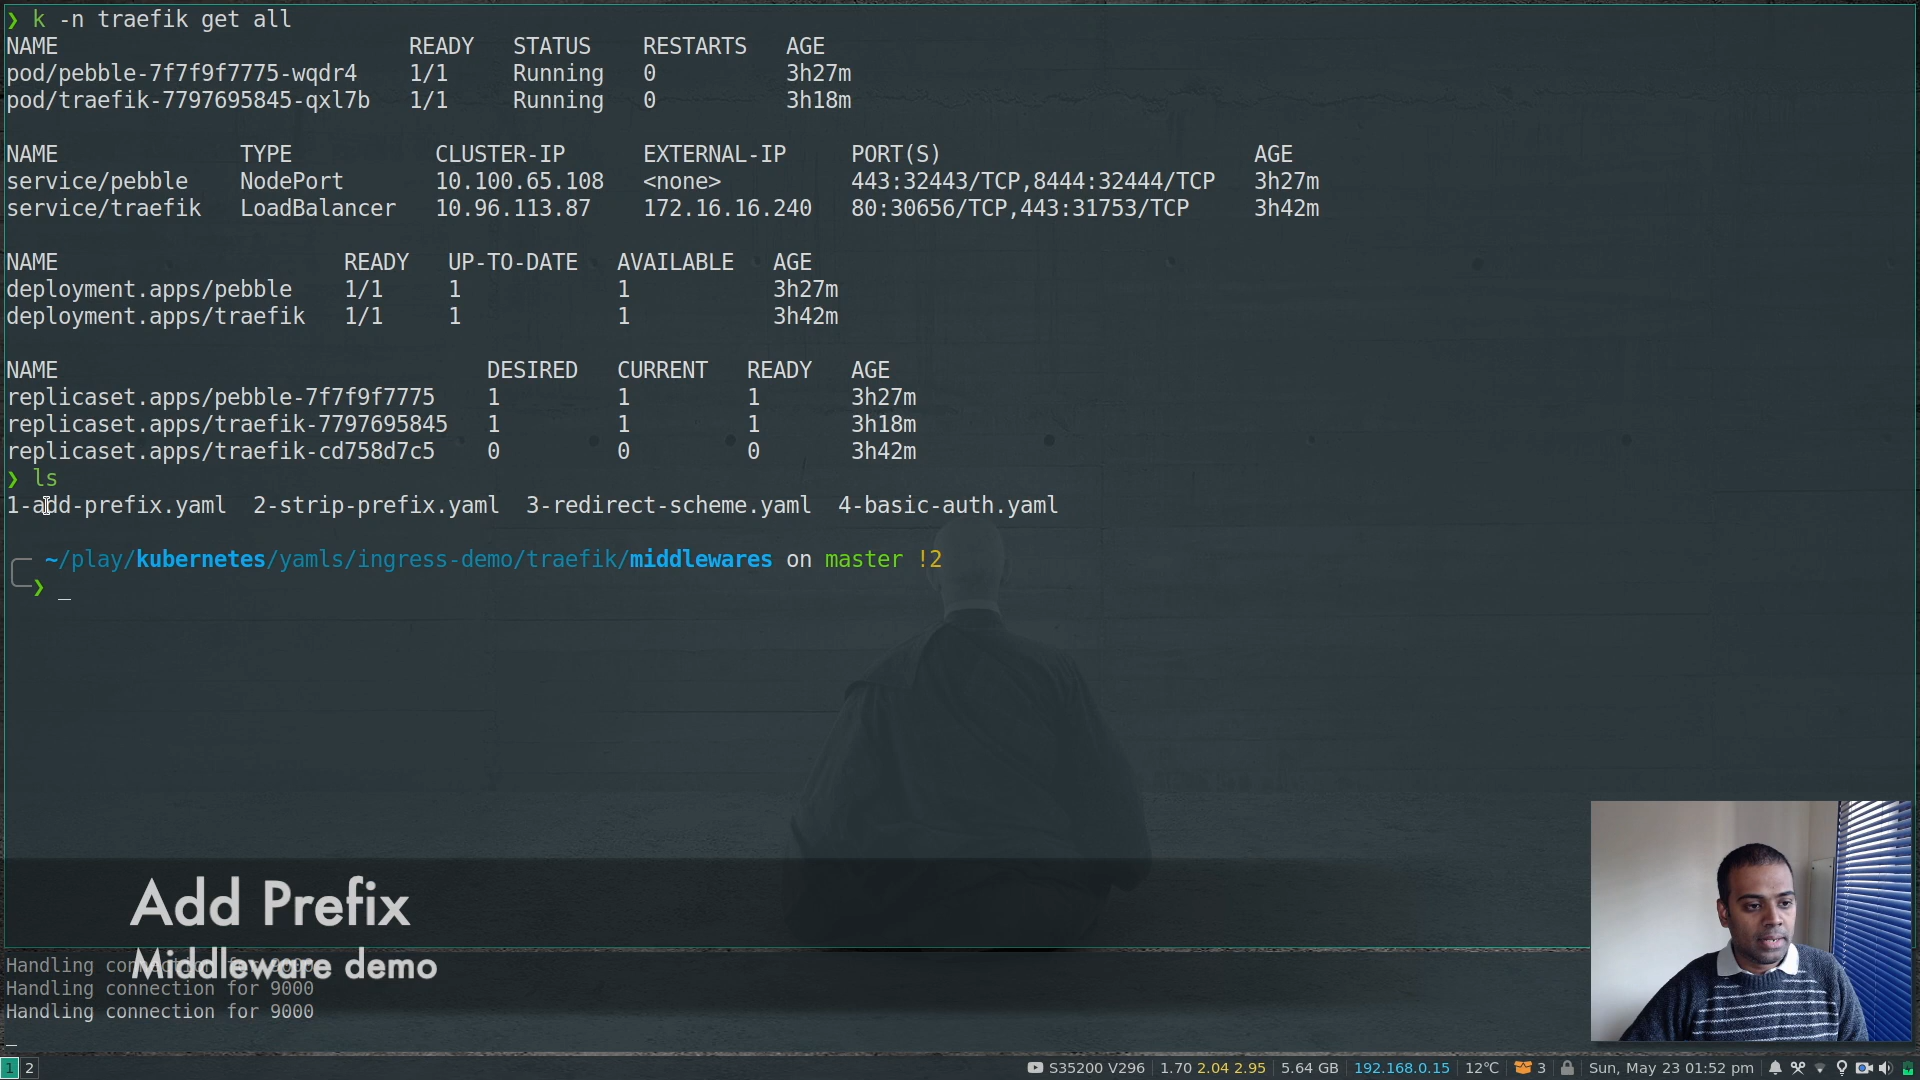 ❯ k -n traefik get all
NAME READY STATUS RESTARTS AGE
pod/pebble-7f7f9f7775-wqdr4 1/1 Running 0 3h27m
pod/traefik-7797695845-qxl7b 1/1 Running 0 3h18m
NAME TYPE CLUSTER-IP EXTERNAL-IP PORT(S) AGE
service/pebble NodePort 10.100.65.108 <none> 443:32443/TCP,8444:32444/TCP 3h27m
service/traefik LoadBalancer 10.96.113.87 172.16.16.240 80:30656/TCP,443:31753/TCP 3h42m
NAME READY UP-TO-DATE AVAILABLE AGE
deployment.apps/pebble 1/1 1 1 3h27m
deployment.apps/traefik 1/1 1 1 3h42m
NAME DESIRED CURRENT READY AGE
replicaset.apps/pebble-7f7f9f7775 1 1 1 3h27m
replicaset.apps/traefik-7797695845 1 1 1 3h18m
replicaset.apps/traefik-cd758d7c5 0 0 0 3h42m
❯ ls
1-add-prefix.yaml 2-strip-prefix.yaml 3-redirect-scheme.yaml 4-basic-auth.yaml
~/play/kubernetes/yamls/ingress-demo/traefik/middlewares on master !2
❯ _
Add Prefix
Middleware demo
Handling connection for 9000
Handling connection for 9000
Handling connection for 9000
1 2 S35200 V296 1.70 2.04 2.95 5.64 GB 192.168.0.15 12°C 3 Sun, May 23 01:52 pm